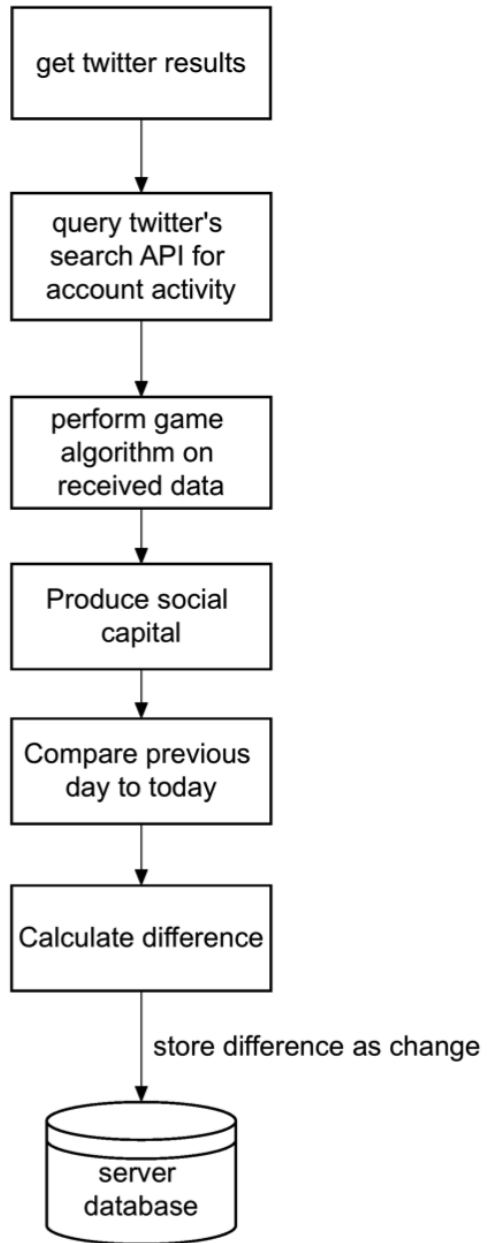 get twitter results
query twitter's
search API for
account activity
perform game
algorithm on
received data
Produce social
capital
Compare previous
day to today
Calculate difference
store difference as change
server
database